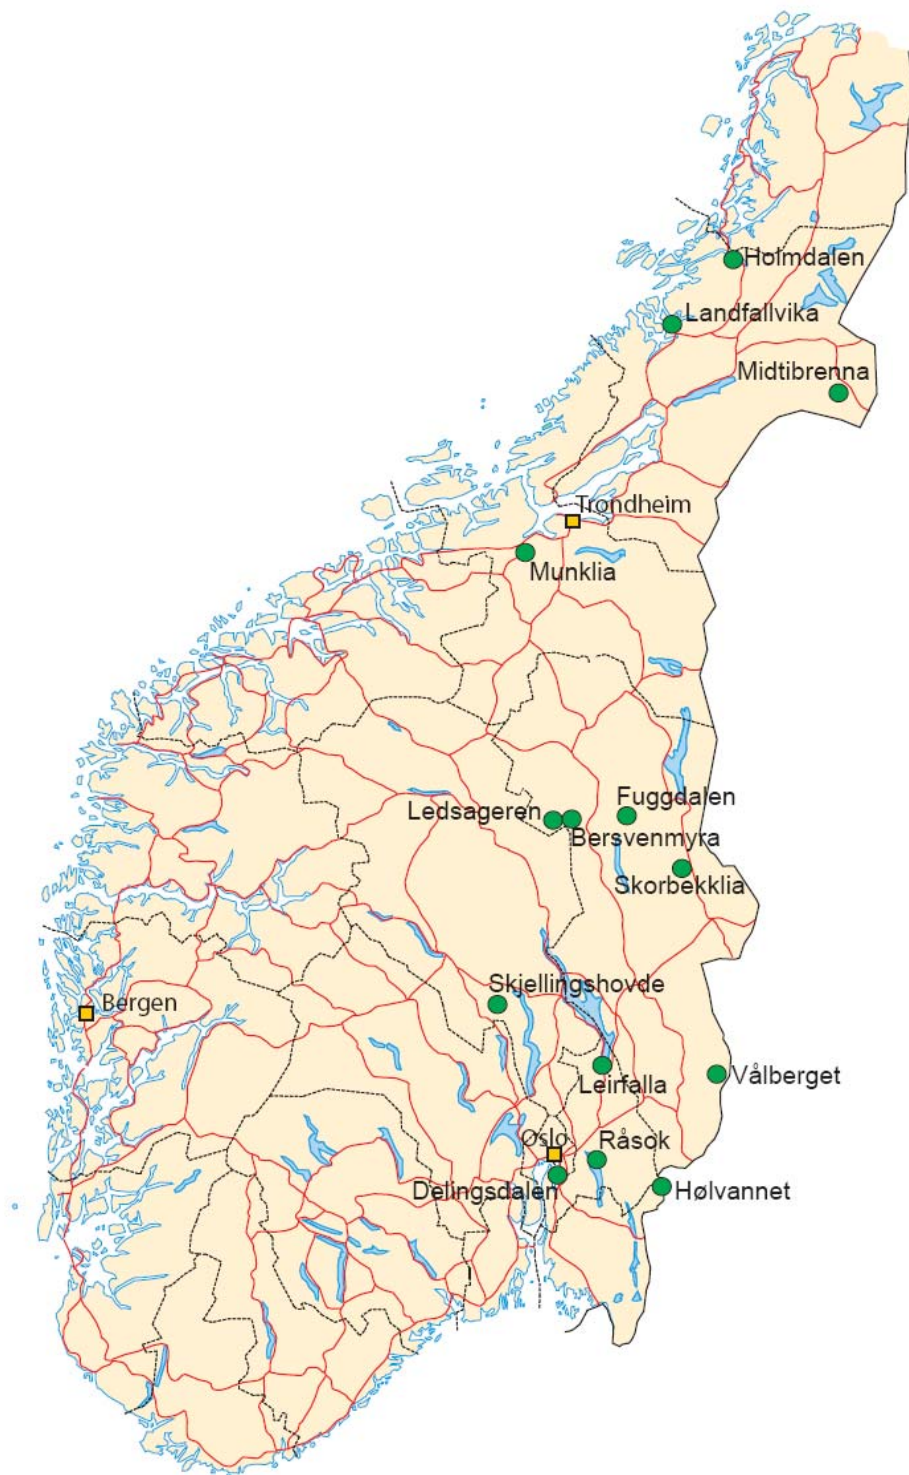 Holmdalen
Landfallvika
Midtibrenna
Trondheim
Munklia
Fuggdalen
Ledsageren
Bersvenmyra
Skorbekklia
Skjellingshovde
Bergen
Leirfalla
Vålberget
Oslo
Råsok
Delingsdalen
Hølvannet